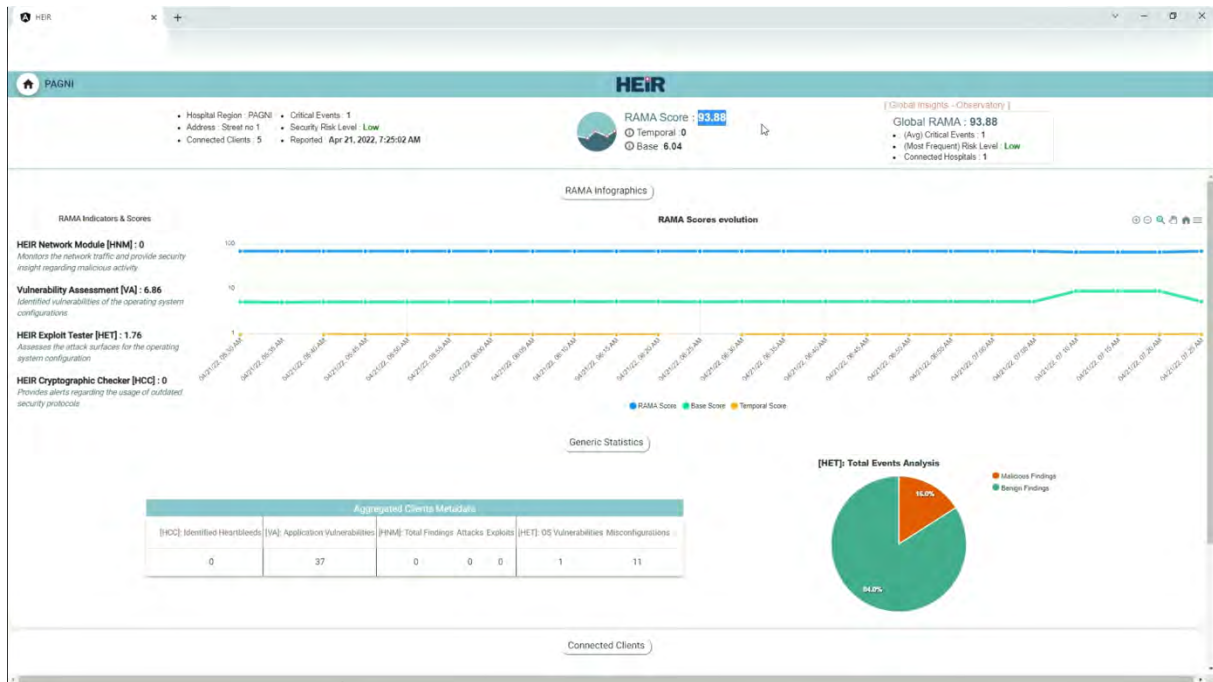 HEIR
PAGNI
HEiR
Hospital Region : PAGNI
Address : Street no 1
Connected Clients : 5
Critical Events : 1
Security Risk Level : Low
Reported : Apr 21, 2022, 7:25:02 AM
RAMA Score : 93.88
Temporal :0
Base 6.04
[ Global Insights - Observatory ]
Global RAMA : 93.88
(Avg) Critical Events : 1
(Most Frequent) Risk Level : Low
Connected Hospitals : 1
RAMA Infographics
RAMA Indicators & Scores
RAMA Scores evolution
HEIR Network Module [HNM] : 0
Monitors the network traffic and provide security
insight regarding malicious activity
Vulnerability Assessment [VA] : 6.86
Identified vulnerabilities of the operating system
configurations
HEIR Exploit Tester [HET] : 1.76
Assesses the attack surfaces for the operating
system configuration
HEIR Cryptographic Checker [HCC] : 0
Provides alerts regarding the usage of outdated
security protocols
100
10
1
RAMA Score Base Score Temporal Score
Generic Statistics
[HET]: Total Events Analysis
Malicious Findings
Benign Findings
16.0%
84.0%
Aggregated Clients Metadata
[HCC]: Identified Heartbleeds [VA]: Application Vulnerabilities [HNM]: Total Findings Attacks Exploits [HET]: OS Vulnerabilities Misconfigurations
0 37 0 0 0 1 11
Connected Clients